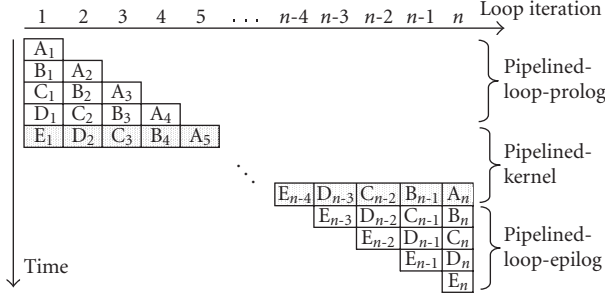 1 2 3 4 5 . . . n-4 n-3 n-2 n-1 n Loop iteration
A₁
B₁ A₂
C₁ B₂ A₃
D₁ C₂ B₃ A₄
E₁ D₂ C₃ B₄ A₅
Eₙ₋₄ Dₙ₋₃ Cₙ₋₂ Bₙ₋₁ Aₙ
Eₙ₋₃ Dₙ₋₂ Cₙ₋₁ Bₙ
Eₙ₋₂ Dₙ₋₁ Cₙ
Eₙ₋₁ Dₙ
Eₙ
Time
Pipelined-
loop-prolog
Pipelined-
kernel
Pipelined-
loop-epilog